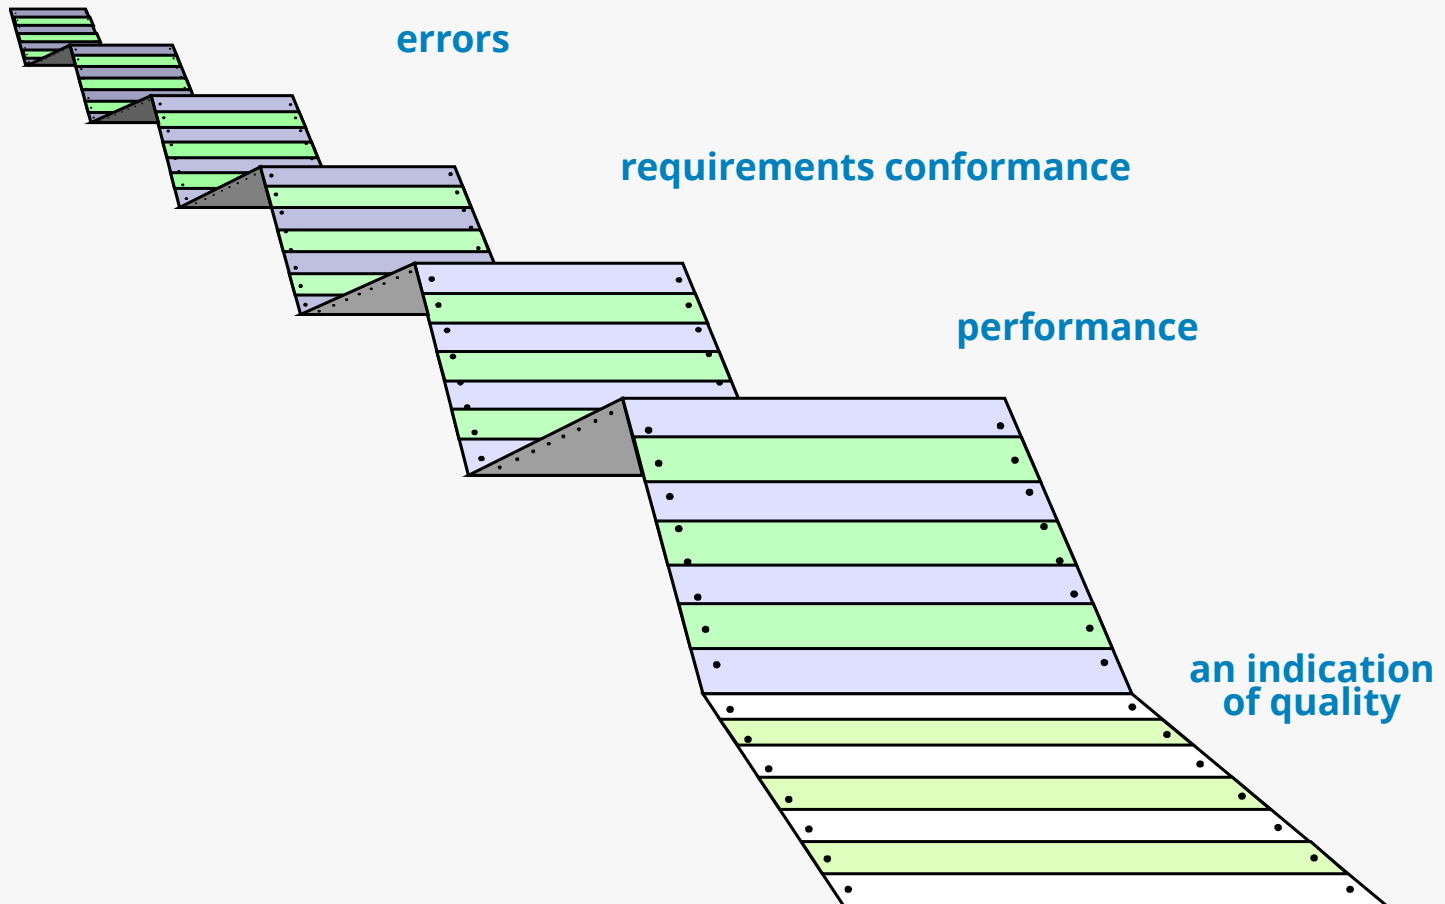 errors
requirements conformance
performance
an indication
of quality